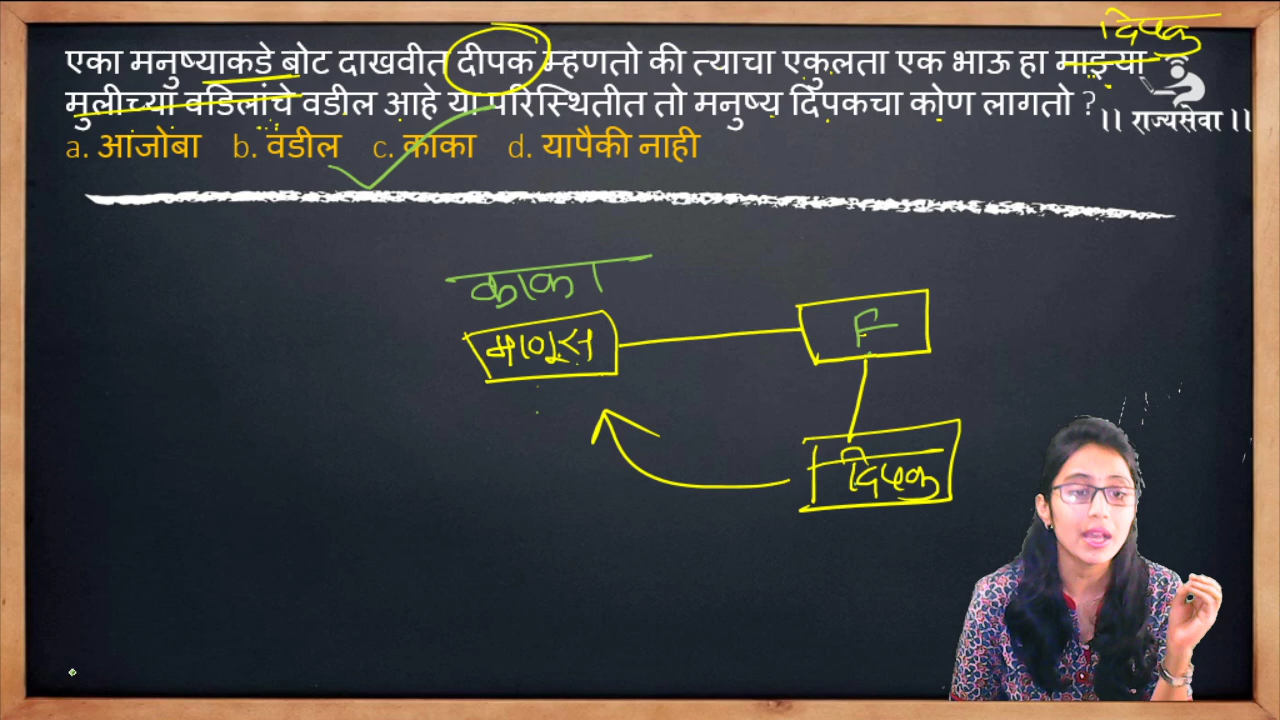 दिपक
एका मनुष्याकडे बोट दाखवीत दीपक म्हणतो की त्याचा एकुलता एक भाऊ हा माझ्या
मुलीच्या वडिलांचे वडील आहे या परिस्थितीत तो मनुष्य दिपकचा कोण लागतो ?
।। राज्यसेवा ।।
a. आंजोबा b. वडील c. काका d. यापैकी नाही
काका
माणूस
F
दिपक